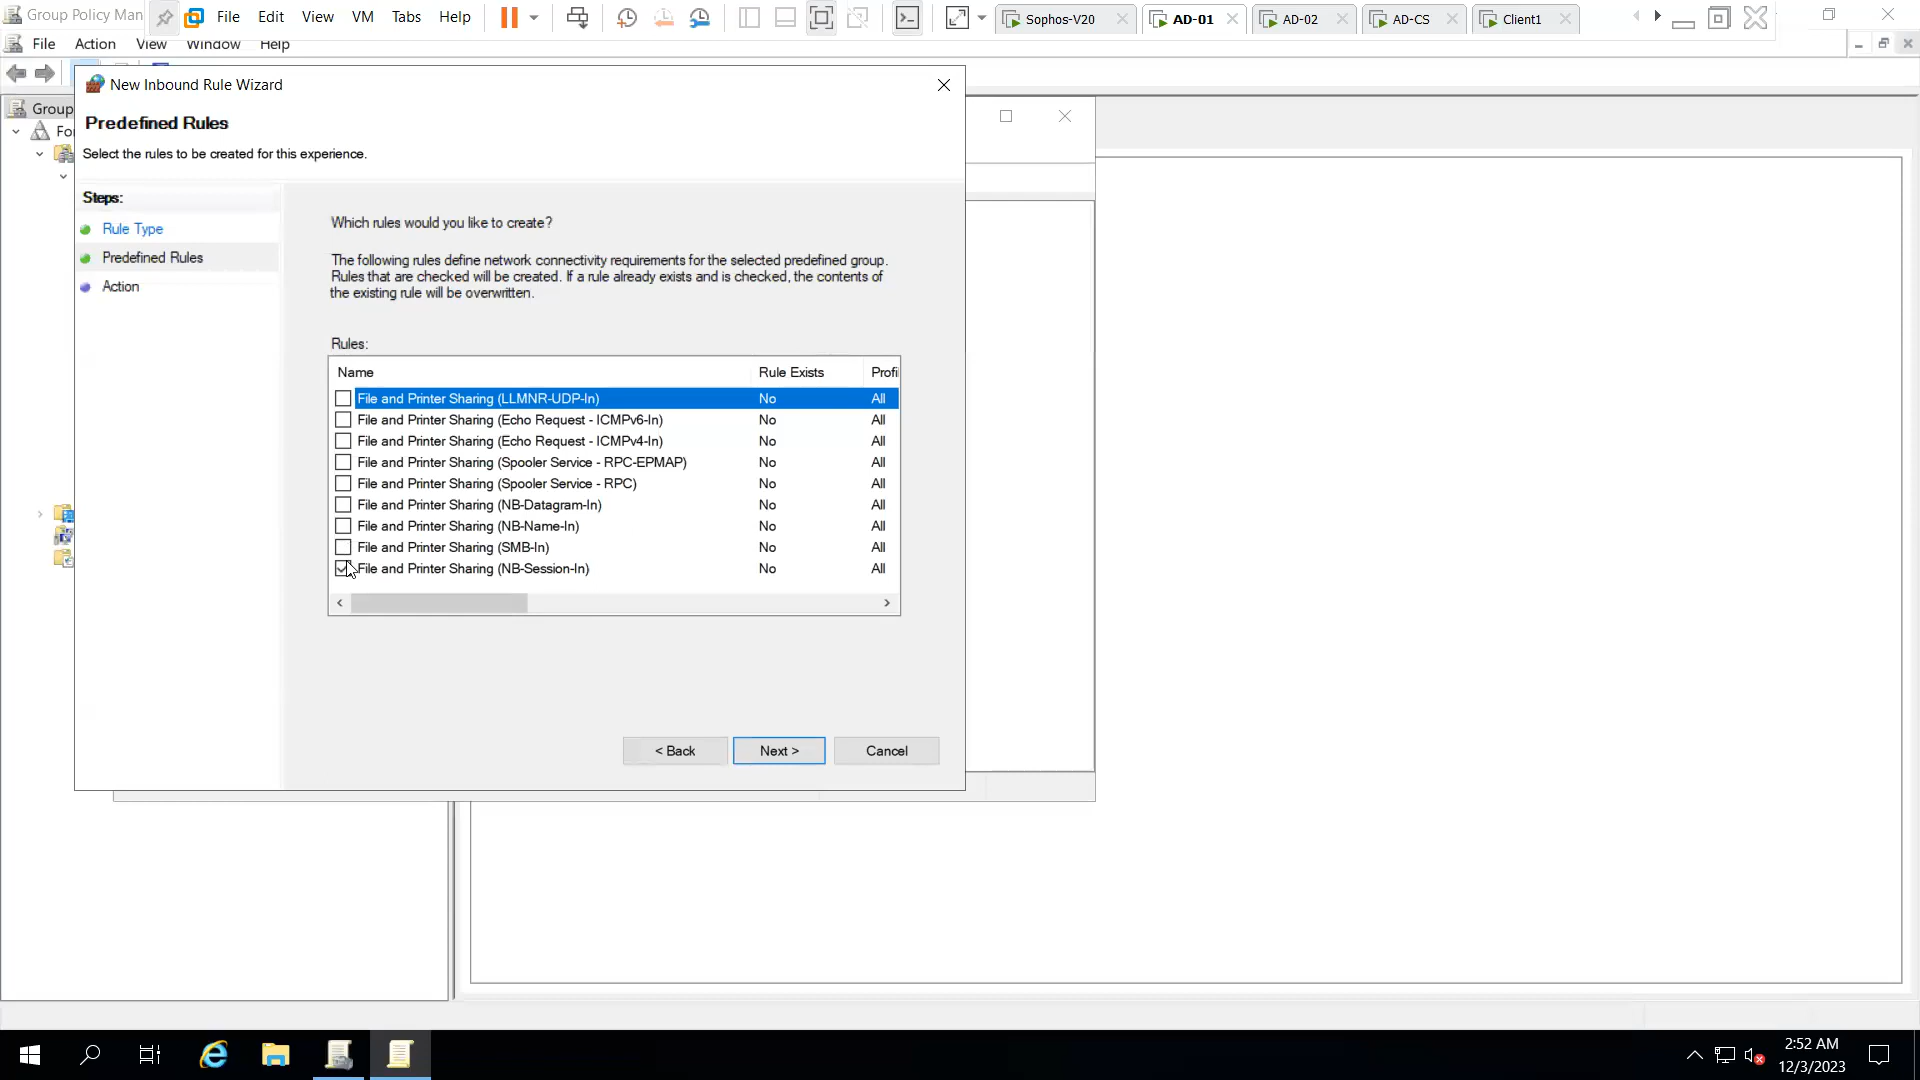 Group Policy Man
File Edit View VM Tabs Help
Sophos-V20 AD-01 AD-02 AD-CS Client1
File Action View Window Help
New Inbound Rule Wizard
Group
Fo
Predefined Rules
Select the rules to be created for this experience.
Steps:
Rule Type
Predefined Rules
Action
Which rules would you like to create?
The following rules define network connectivity requirements for the selected predefined group.
Rules that are checked will be created. If a rule already exists and is checked, the contents of
the existing rule will be overwritten.
Rules:
Name Rule Exists Profi
File and Printer Sharing (LLMNR-UDP-In) No All
File and Printer Sharing (Echo Request - ICMPv6-In) No All
File and Printer Sharing (Echo Request - ICMPv4-In) No All
File and Printer Sharing (Spooler Service - RPC-EPMAP) No All
File and Printer Sharing (Spooler Service - RPC) No All
File and Printer Sharing (NB-Datagram-In) No All
File and Printer Sharing (NB-Name-In) No All
File and Printer Sharing (SMB-In) No All
File and Printer Sharing (NB-Session-In) No All
< Back Next > Cancel
2:52 AM
12/3/2023